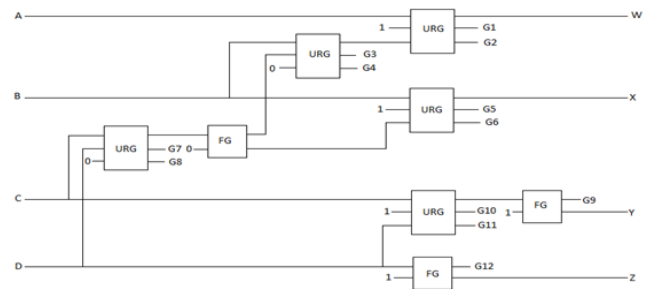 A W
1 URG G1
G2
URG G3
0 G4
B X
1 URG G5
G6
URG G7 0 FG
0 G8
C G9
1 URG G10 1 FG Y
G11
D G12
1 FG Z